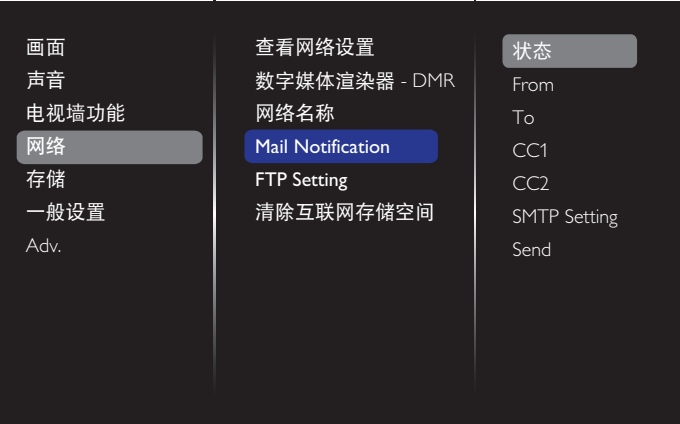 画面
声音
电视墙功能
网络
存储
一般设置
Adv.
查看网络设置
数字媒体渲染器 - DMR
网络名称
Mail Notification
FTP Setting
清除互联网存储空间
状态
From
To
CC1
CC2
SMTP Setting
Send